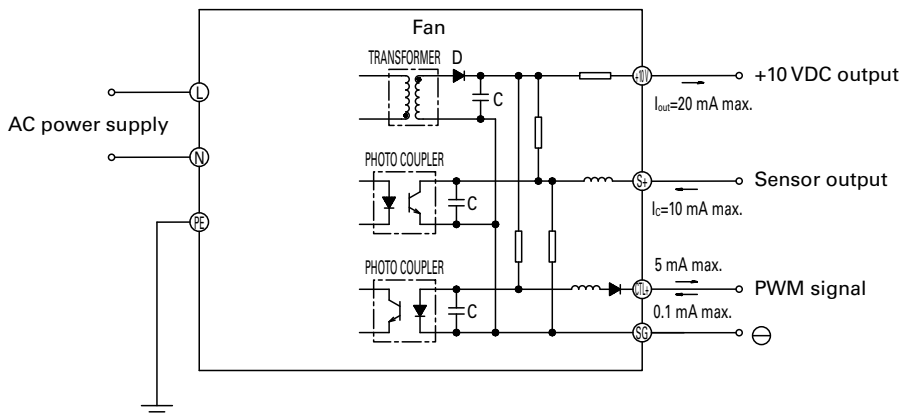 Fan
TRANSFORMER D
+10V
+10 VDC output
L
C
Iout=20 mA max.
AC power supply
N
PHOTO COUPLER
S+
Sensor output
C
IC=10 mA max.
PE
PHOTO COUPLER
5 mA max.
CTL+
PWM signal
C
0.1 mA max.
SG
⊖